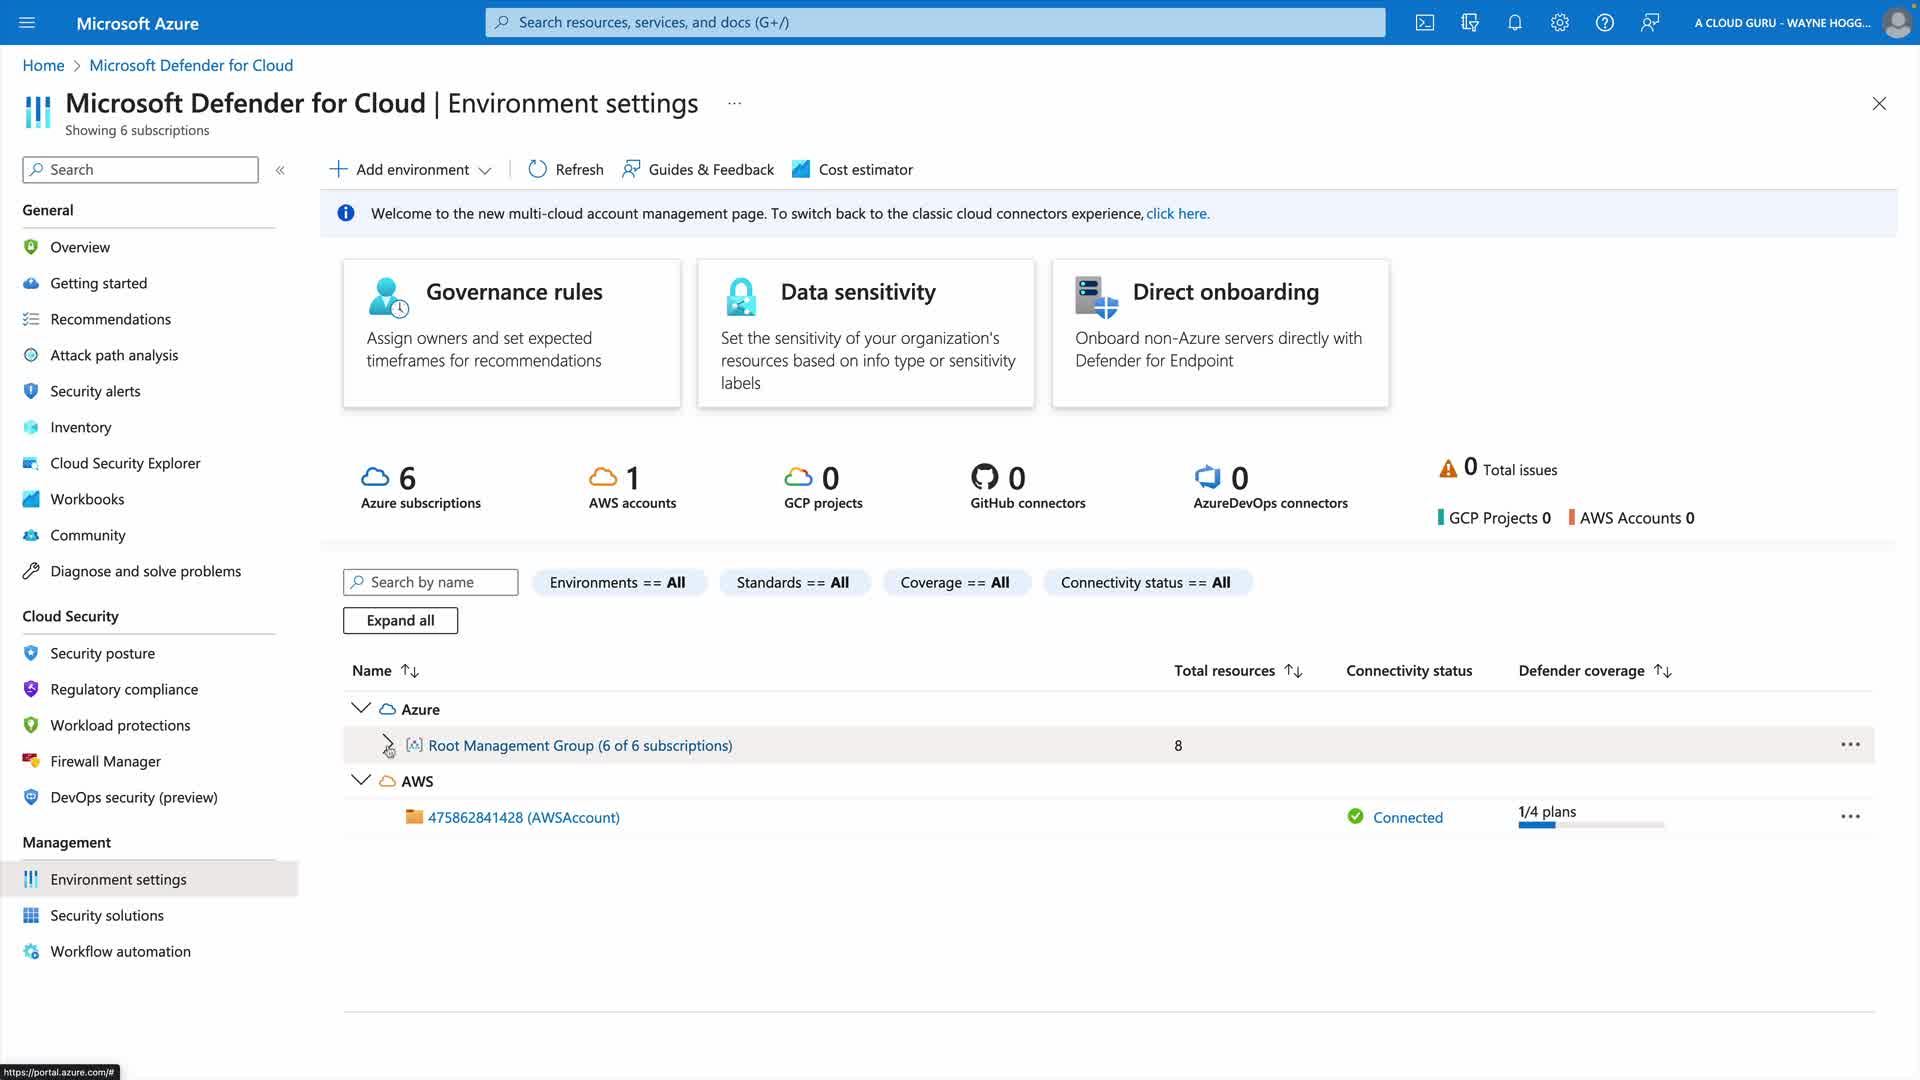 Microsoft Azure
Search resources, services, and docs (G+/)
A CLOUD GURU - WAYNE HOGG...
Home > Microsoft Defender for Cloud
Microsoft Defender for Cloud | Environment settings
...
Showing 6 subscriptions
Search
«
Add environment
Refresh
Guides & Feedback
Cost estimator
Welcome to the new multi-cloud account management page. To switch back to the classic cloud connectors experience, click here.
General
Overview
Getting started
Recommendations
Attack path analysis
Security alerts
Inventory
Cloud Security Explorer
Workbooks
Community
Diagnose and solve problems
Cloud Security
Security posture
Regulatory compliance
Workload protections
Firewall Manager
DevOps security (preview)
Management
Environment settings
Security solutions
Workflow automation
Governance rules
Assign owners and set expected
timeframes for recommendations
Data sensitivity
Set the sensitivity of your organization's
resources based on info type or sensitivity
labels
Direct onboarding
Onboard non-Azure servers directly with
Defender for Endpoint
6
Azure subscriptions
1
AWS accounts
0
GCP projects
0
GitHub connectors
0
AzureDevOps connectors
0 Total issues
GCP Projects 0
AWS Accounts 0
Search by name
Environments == All
Standards == All
Coverage == All
Connectivity status == All
Expand all
Name
Total resources
Connectivity status
Defender coverage
Azure
Root Management Group (6 of 6 subscriptions)
8
...
AWS
475862841428 (AWSAccount)
Connected
1/4 plans
...
https://portal.azure.com/#